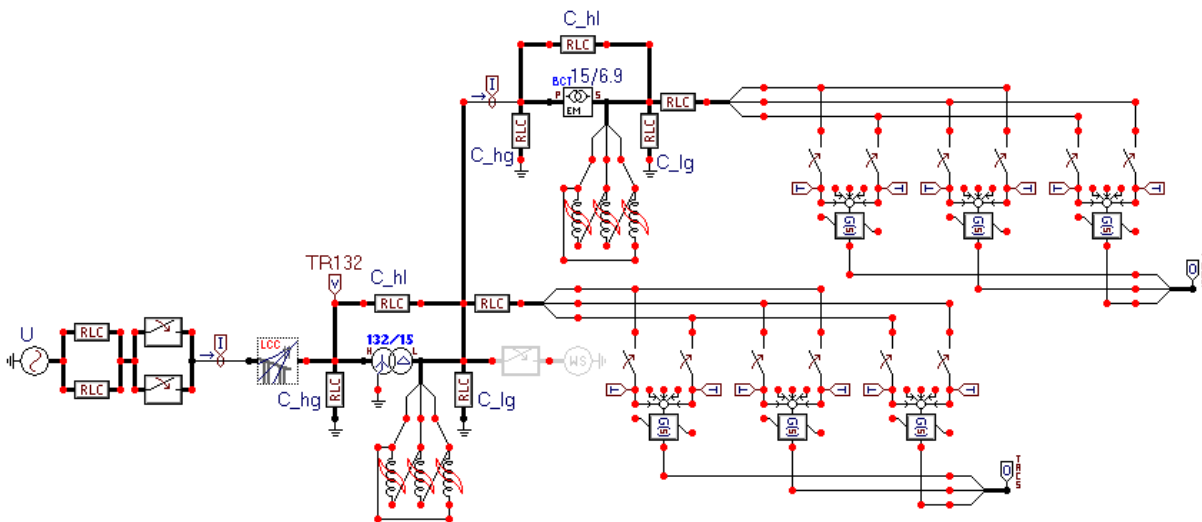 C_hl
RLC
I
BCT 15/6.9
P S
EM
RLC
RLC
RLC
C_hg
C_lg
T T T T T T
G(s) G(s) G(s)
O
TR132
V
C_hl
RLC
RLC
U
RLC
I
LCC
132/15
H L
WS
RLC
RLC
RLC
C_hg
C_lg
T T T T T T
G(s) G(s) G(s)
O
TACS